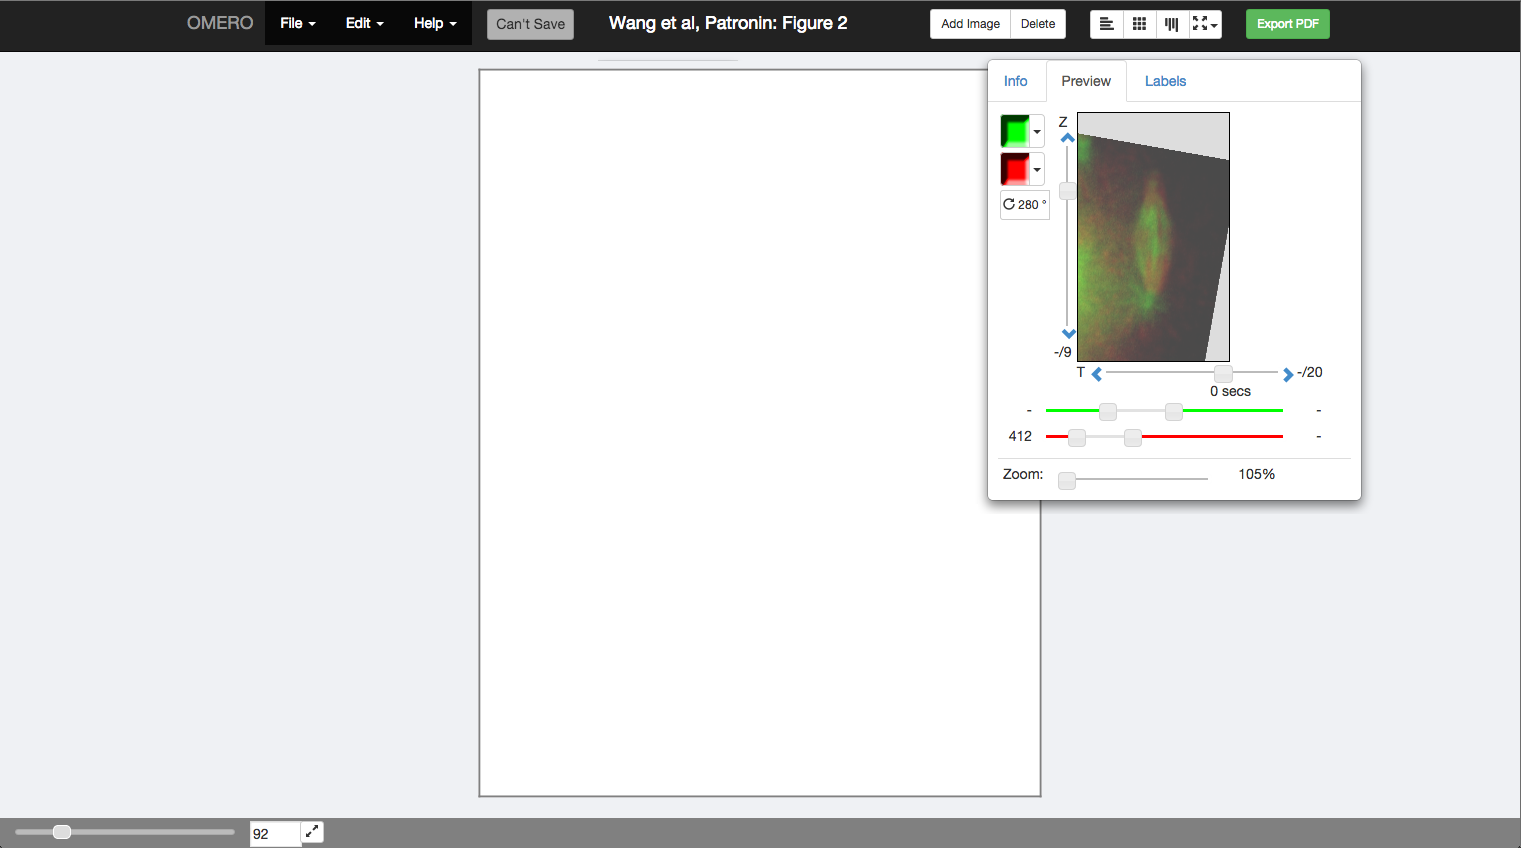 OMERO File Edit Help Can't Save Wang et al, Patronin: Figure 2 Add Image Delete Export PDF
Info Preview Labels
Z
280 °
-/9
T -/20
0 secs
- -
412 -
Zoom: 105%
92